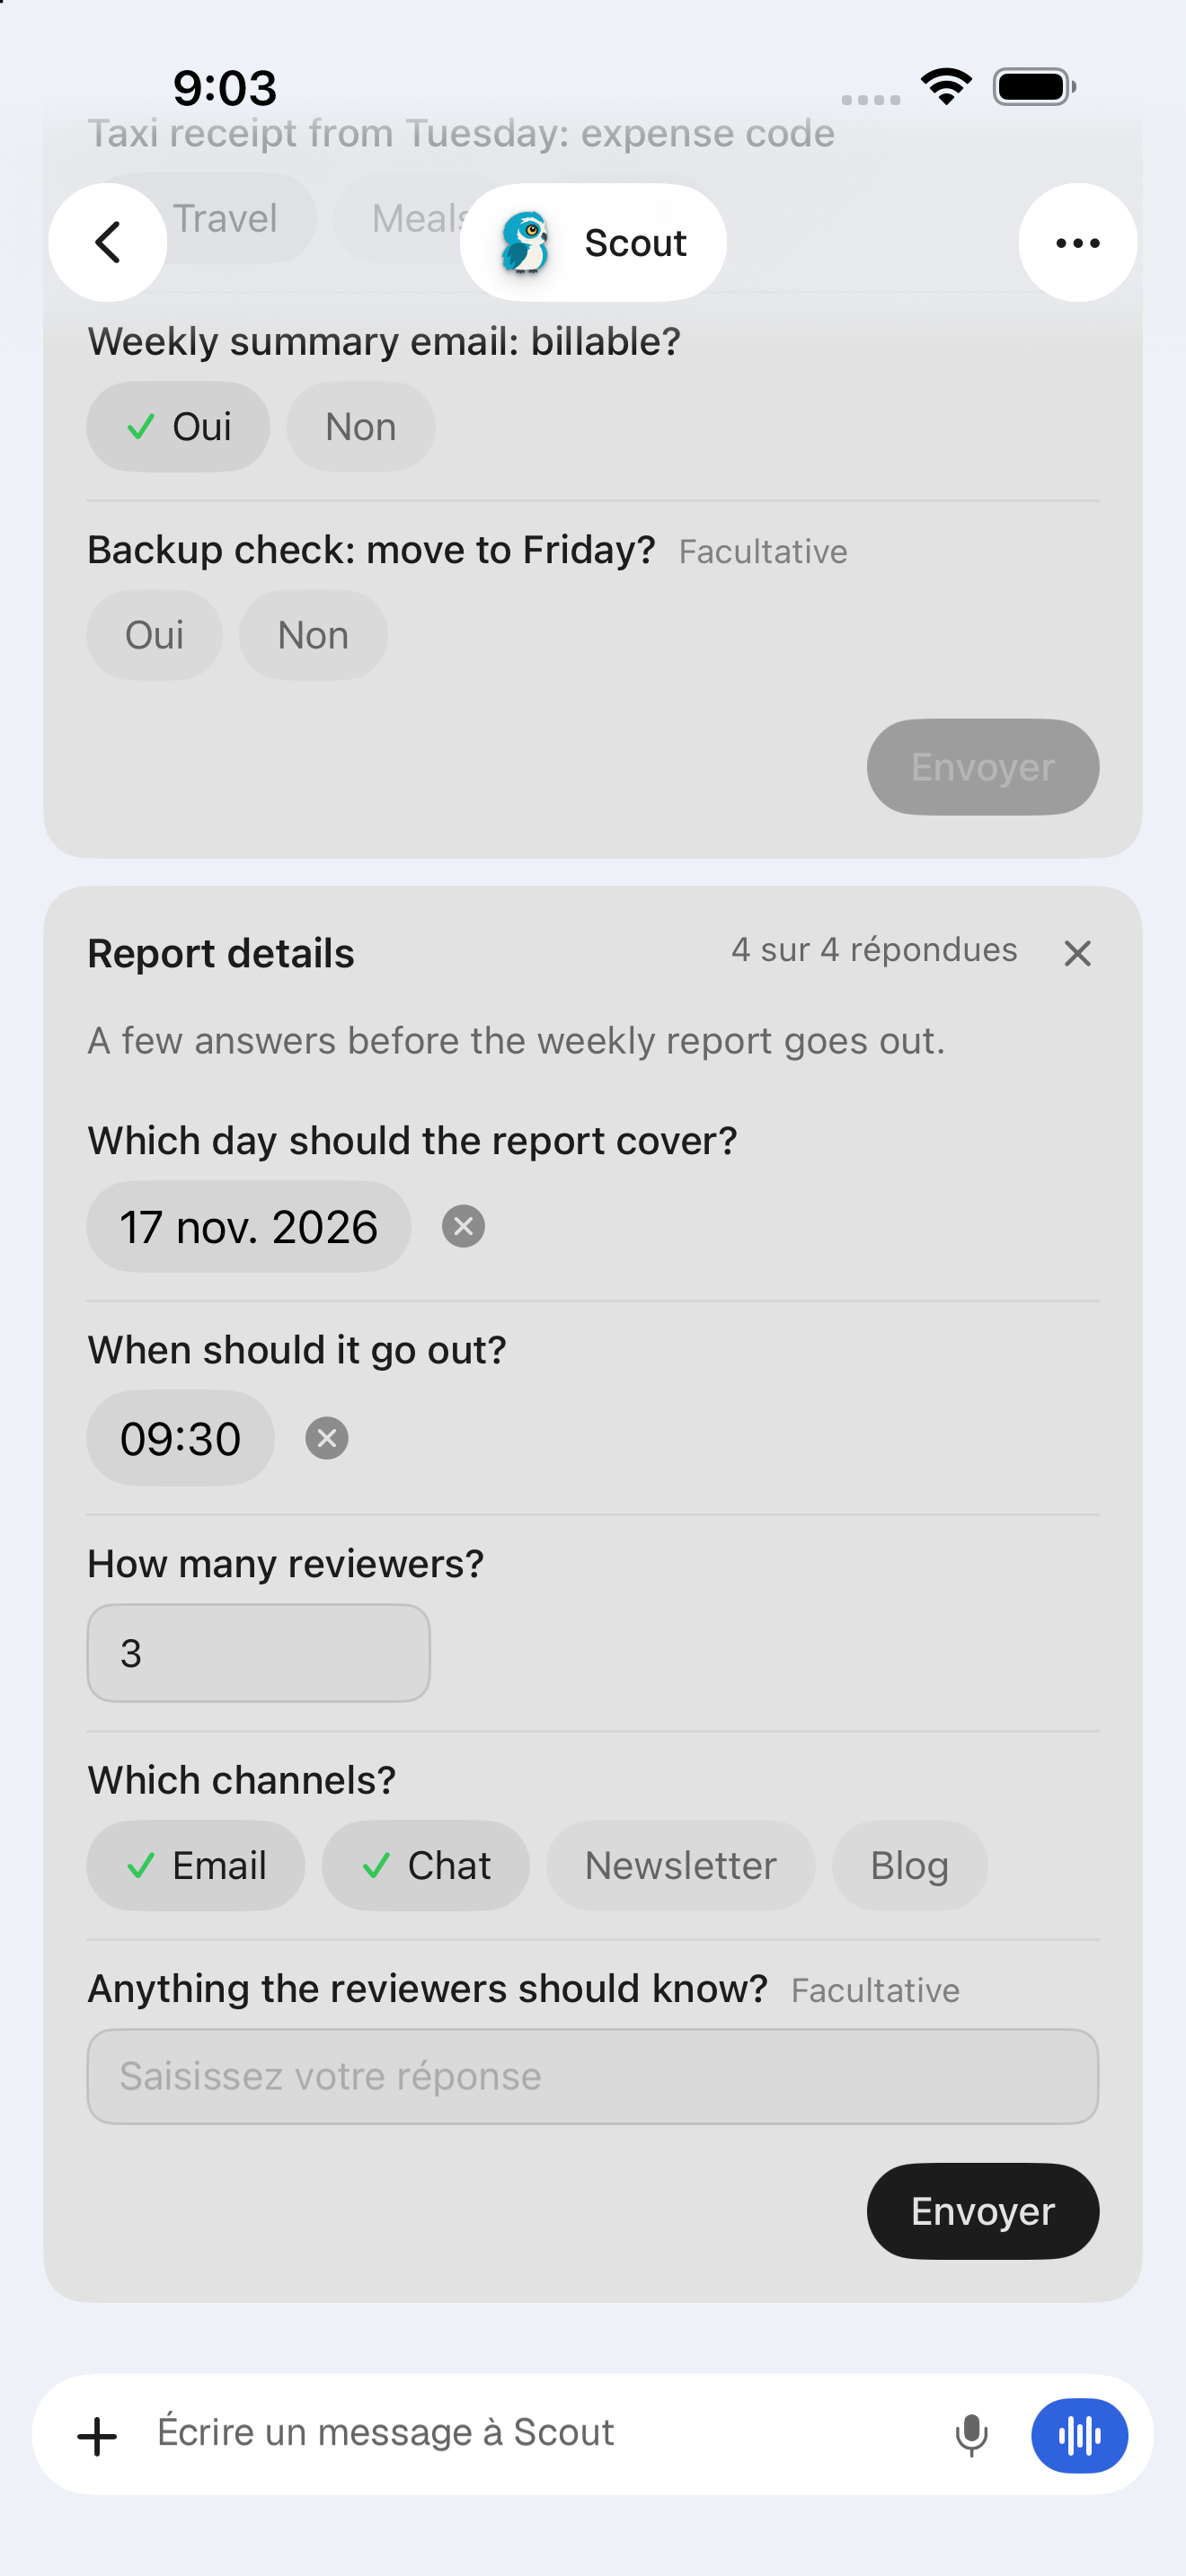 9:03
Taxi receipt from Tuesday: expense code
Travel
Meals
Scout
Weekly summary email: billable?
Oui
Non
Backup check: move to Friday? Facultative
Oui
Non
Envoyer
Report details
4 sur 4 répondues
A few answers before the weekly report goes out.
Which day should the report cover?
17 nov. 2026
When should it go out?
09:30
How many reviewers?
3
Which channels?
Email
Chat
Newsletter
Blog
Anything the reviewers should know? Facultative
Saisissez votre réponse
Envoyer
Écrire un message à Scout